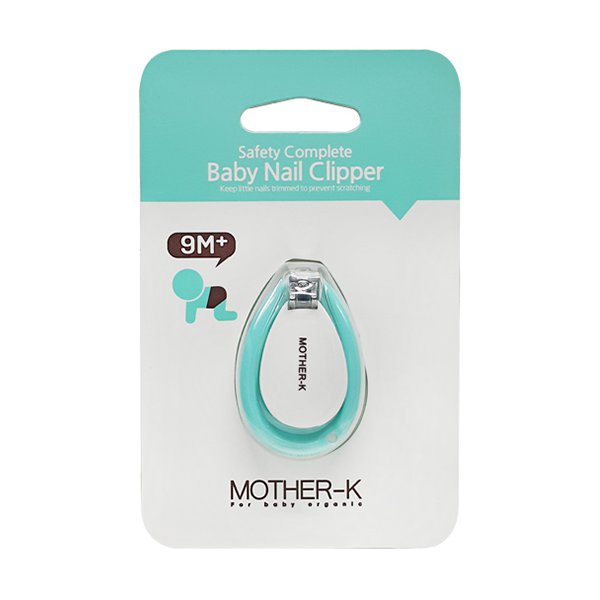 Safety Complete
Baby Nail Clipper
Keep little nails trimmed to prevent scratching
9M+
MOTHER-K
MOTHER-K
For baby organic